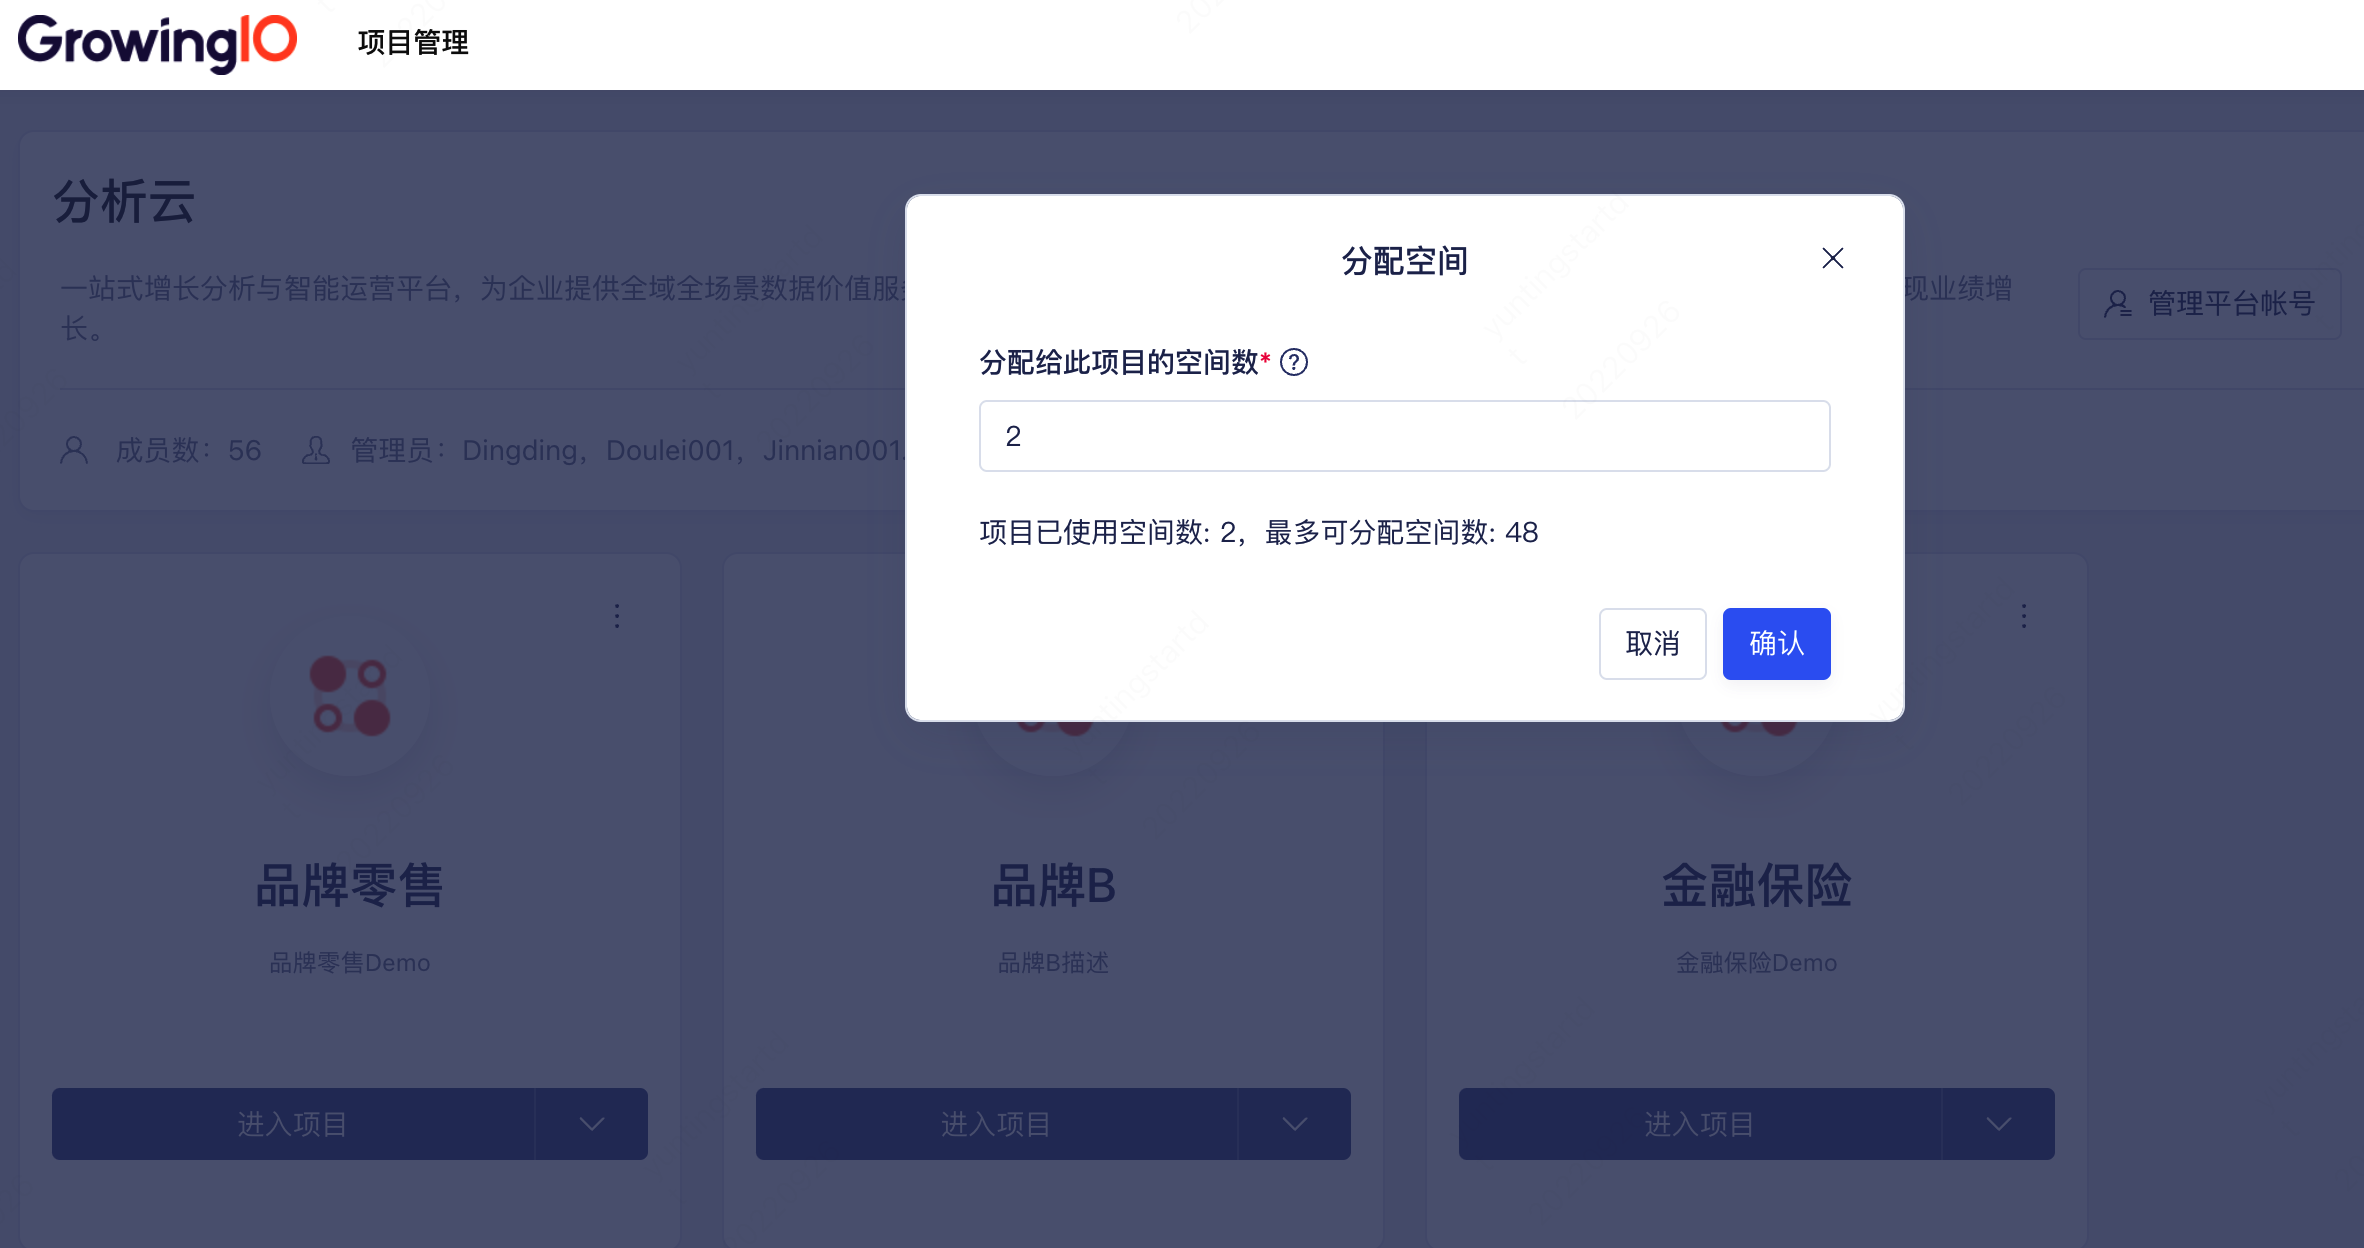 GrowingIO
项目管理
分析云
一站式增长分析与智能运营平台，为企业提供全域全场景数据价值服
现业绩增
长。
管理平台帐号
成员数：56
管理员：Dingding，Doulei001，Jinnian001
分配空间
分配给此项目的空间数*
2
项目已使用空间数: 2，最多可分配空间数: 48
取消
确认
品牌零售
品牌零售Demo
进入项目
品牌B
品牌B描述
进入项目
金融保险
金融保险Demo
进入项目
yuntingstartd
20220926